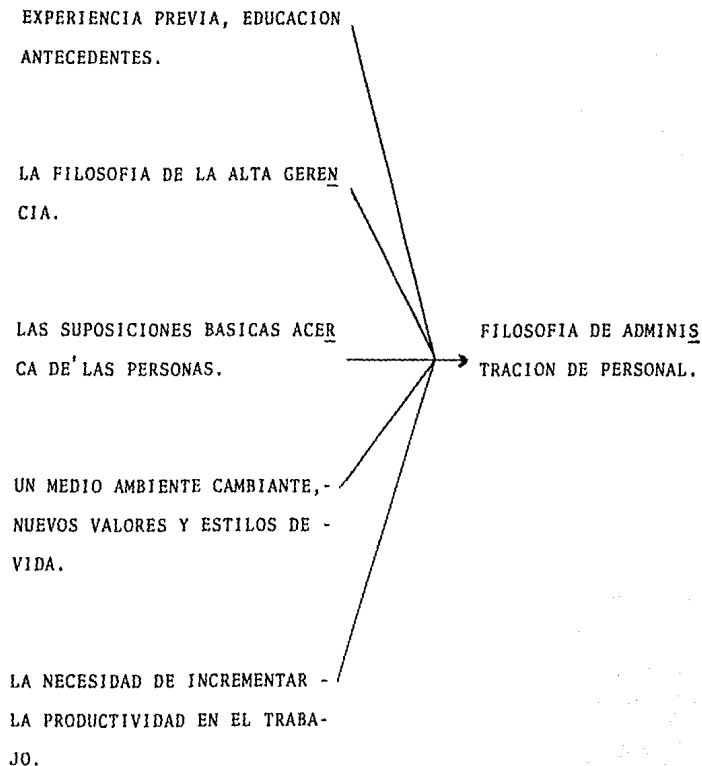 EXPERIENCIA PREVIA, EDUCACION
ANTECEDENTES.
LA FILOSOFIA DE LA ALTA GEREN
CIA.
LAS SUPOSICIONES BASICAS ACER
CA DE' LAS PERSONAS.
FILOSOFIA DE ADMINIS
TRACION DE PERSONAL.
UN MEDIO AMBIENTE CAMBIANTE,-
NUEVOS VALORES Y ESTILOS DE -
VIDA.
LA NECESIDAD DE INCREMENTAR -
LA PRODUCTIVIDAD EN EL TRABA-
JO.